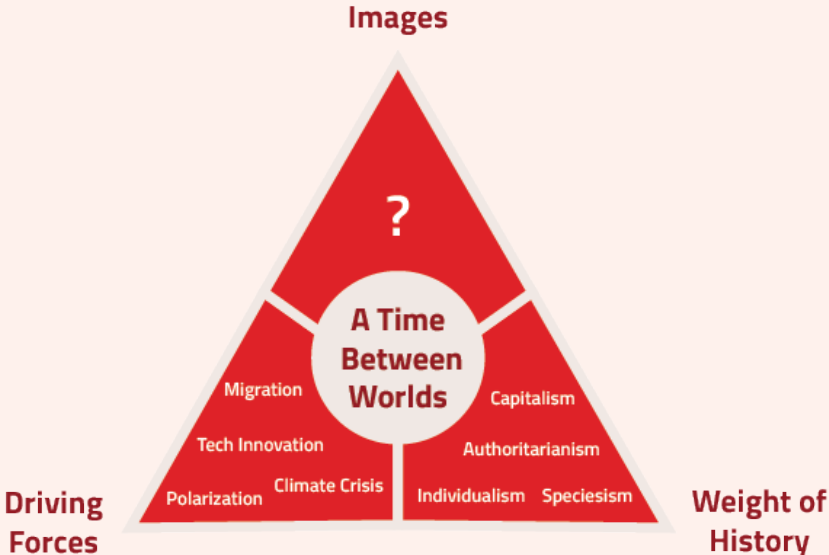 Images
?
A Time
Between
Worlds
Migration
Tech Innovation
Climate Crisis
Polarization
Capitalism
Authoritarianism
Individualism
Speciesism
Driving
Forces
Weight of
History